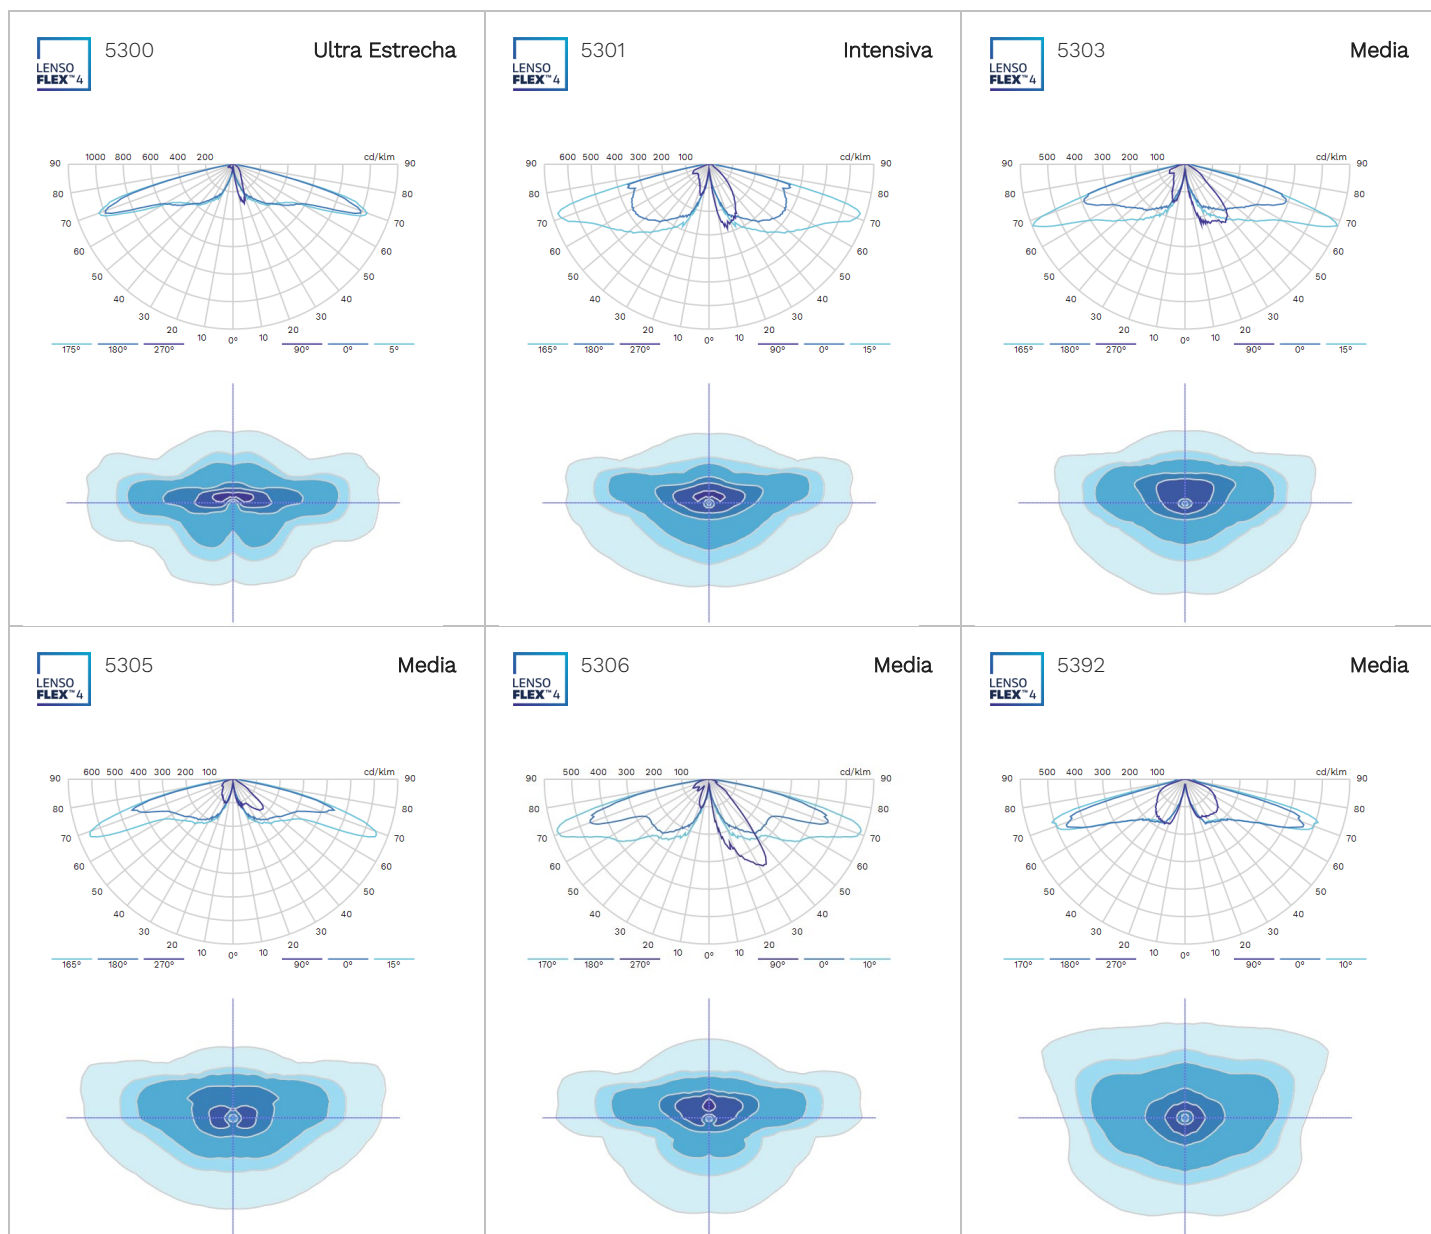 LENSO
FLEX™4
5300
Ultra Estrecha
90 1000 800 600 400 200 cd/klm 90
80 80
70 70
60 60
50 50
40 40
30 30
20 10 0° 10 20
175° 180° 270° 90° 0° 5°
LENSO
FLEX™4
5301
Intensiva
90 600 500 400 300 200 100 cd/klm 90
80 80
70 70
60 60
50 50
40 40
30 30
20 10 0° 10 20
165° 180° 270° 90° 0° 15°
LENSO
FLEX™4
5303
Media
90 500 400 300 200 100 cd/klm 90
80 80
70 70
60 60
50 50
40 40
30 30
20 10 0° 10 20
165° 180° 270° 90° 0° 15°
LENSO
FLEX™4
5305
Media
90 600 500 400 300 200 100 cd/klm 90
80 80
70 70
60 60
50 50
40 40
30 30
20 10 0° 10 20
165° 180° 270° 90° 0° 15°
LENSO
FLEX™4
5306
Media
90 500 400 300 200 100 cd/klm 90
80 80
70 70
60 60
50 50
40 40
30 30
20 10 0° 10 20
170° 180° 270° 90° 0° 10°
LENSO
FLEX™4
5392
Media
90 500 400 300 200 100 cd/klm 90
80 80
70 70
60 60
50 50
40 40
30 30
20 10 0° 10 20
170° 180° 270° 90° 0° 10°